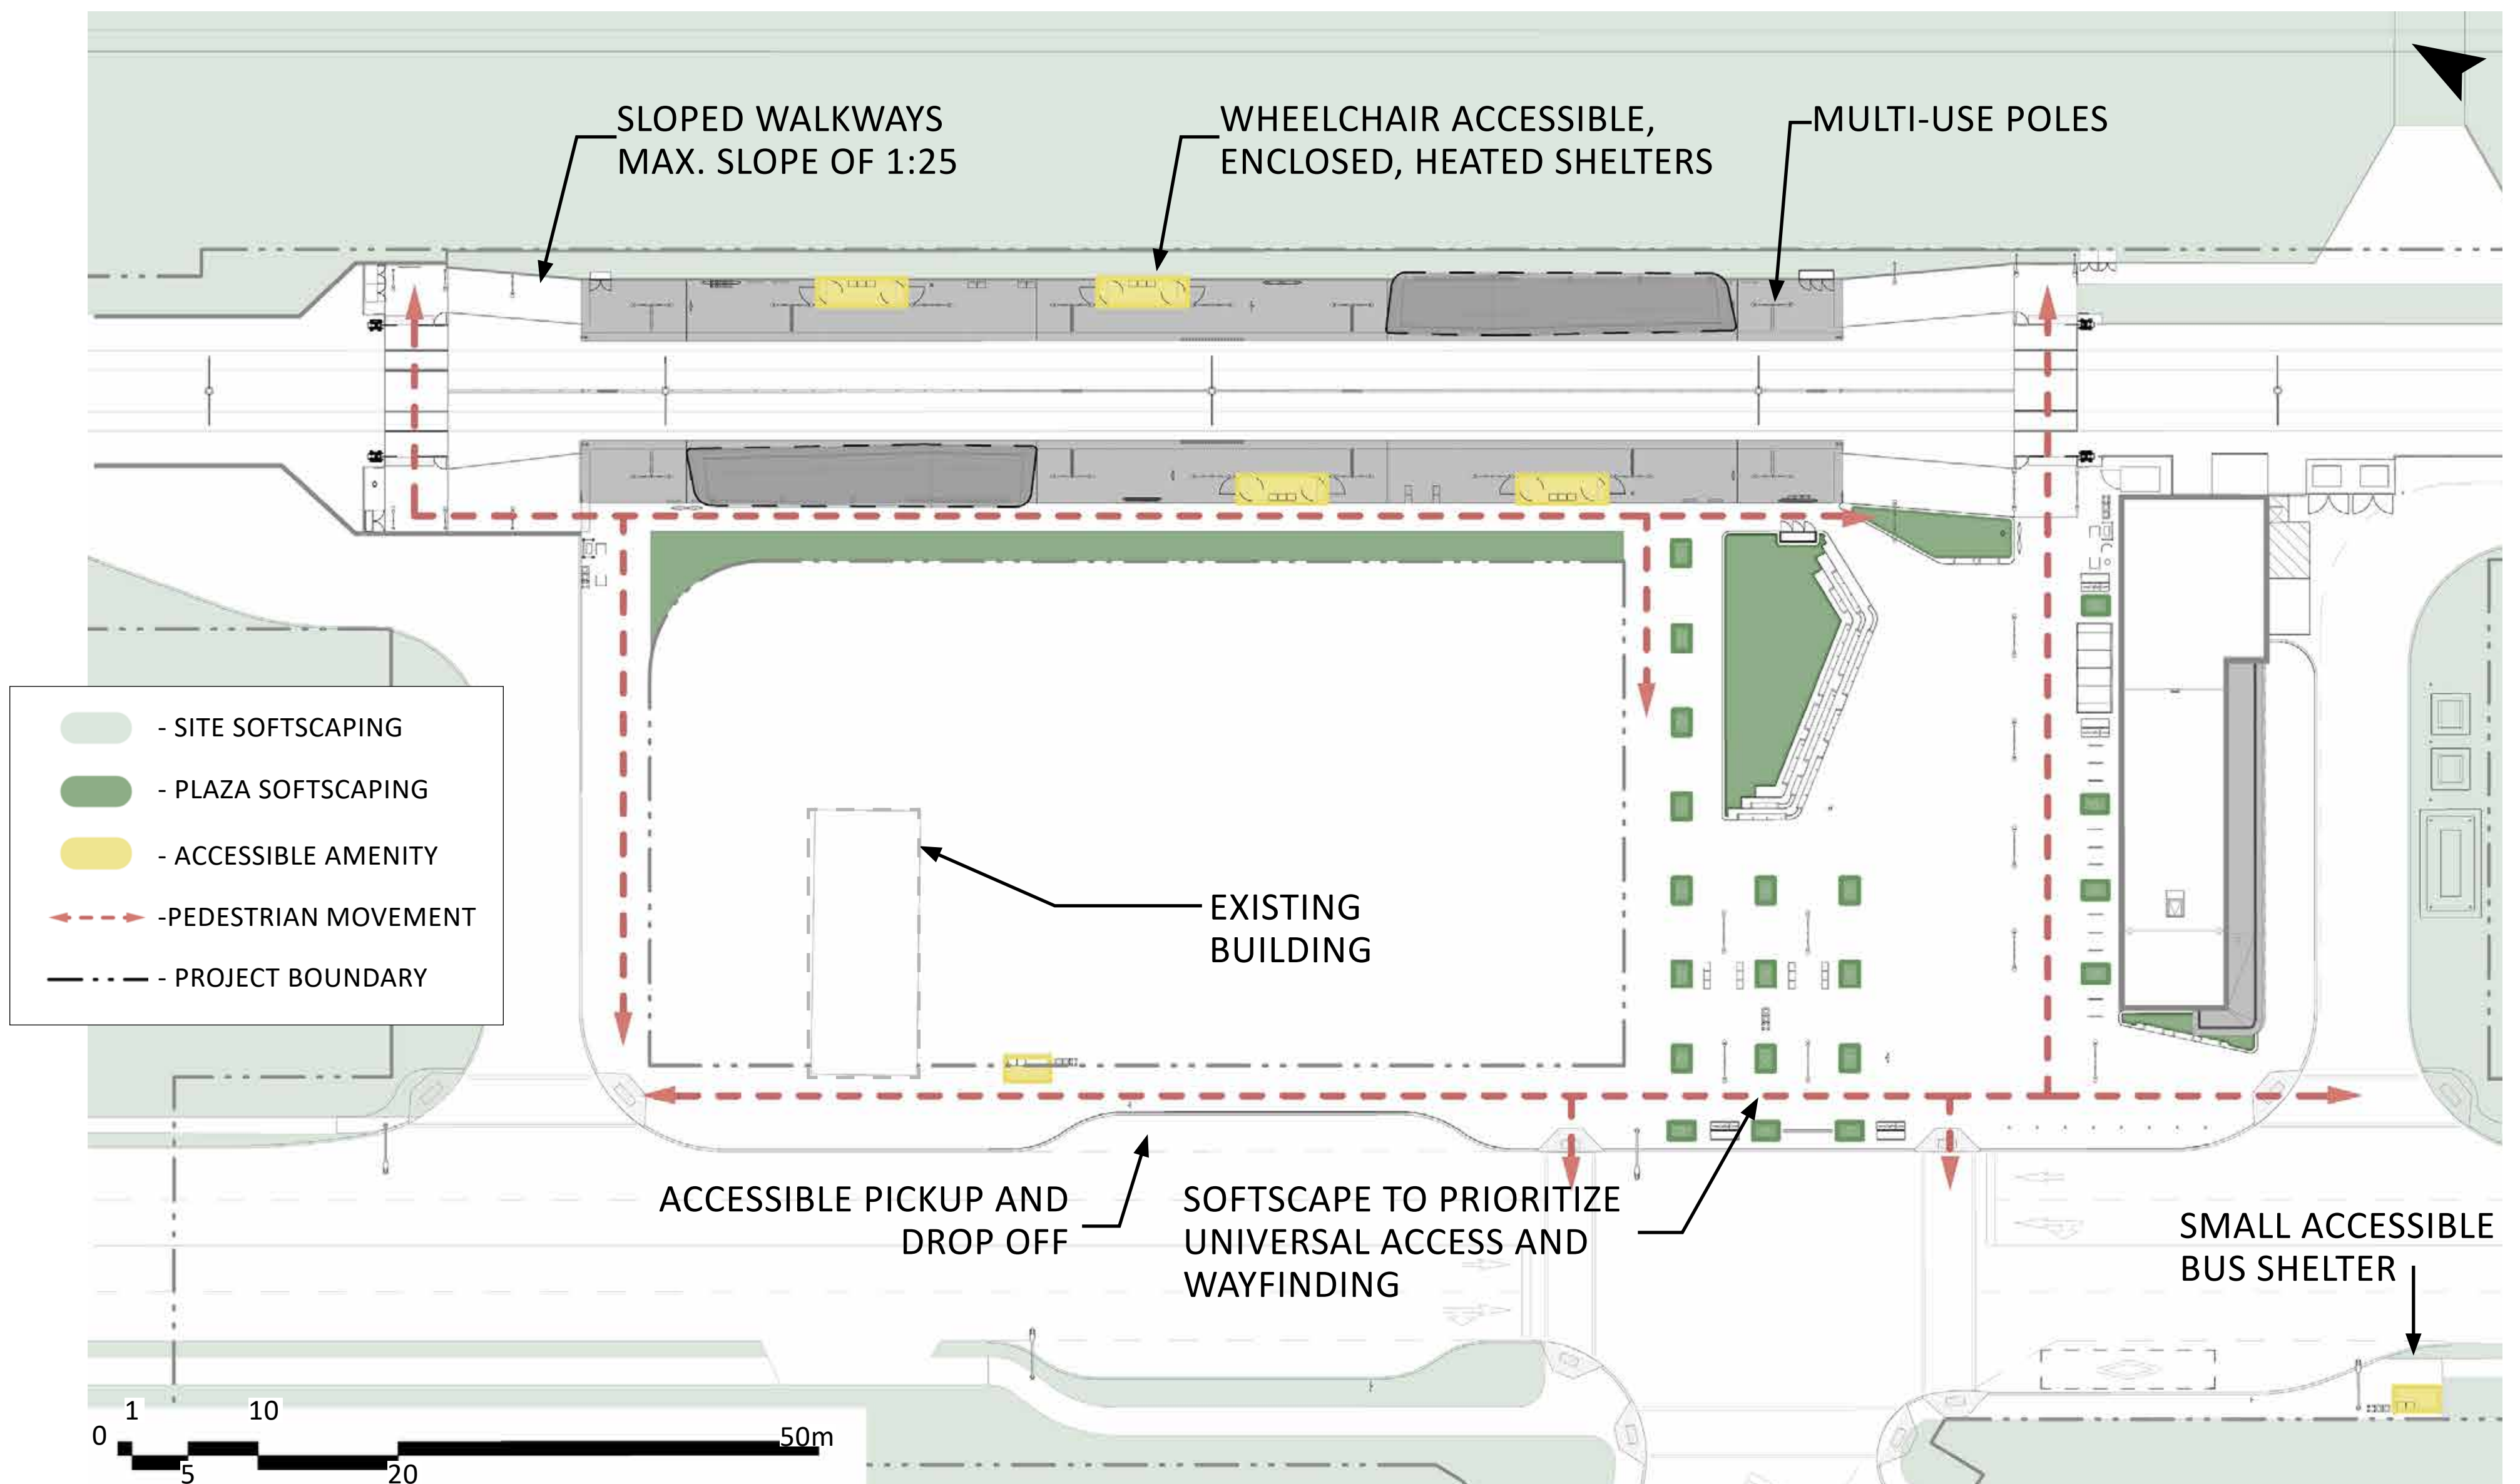 SLOPED WALKWAYS
MAX. SLOPE OF 1:25
WHEELCHAIR ACCESSIBLE,
ENCLOSED, HEATED SHELTERS
MULTI-USE POLES
- SITE SOFTSCAPING
- PLAZA SOFTSCAPING
- ACCESSIBLE AMENITY
-PEDESTRIAN MOVEMENT
- PROJECT BOUNDARY
EXISTING
BUILDING
ACCESSIBLE PICKUP AND
DROP OFF
SOFTSCAPE TO PRIORITIZE
UNIVERSAL ACCESS AND
WAYFINDING
SMALL ACCESSIBLE
BUS SHELTER
1 10
0 50m
5 20